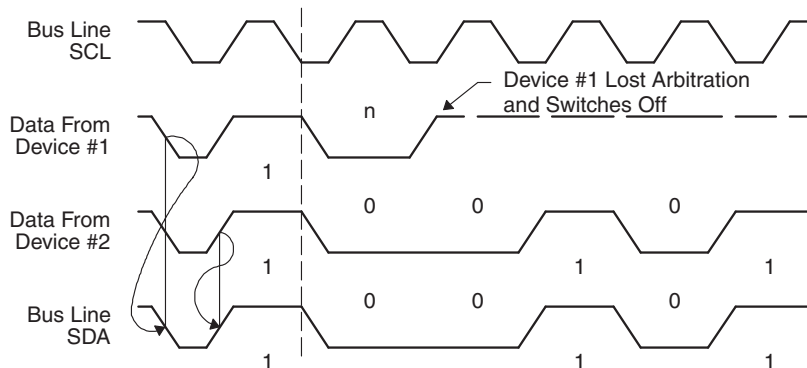 Bus Line
SCL
Device #1 Lost Arbitration
and Switches Off
n
Data From
Device #1
1
0 0 0
Data From
Device #2
1 1 1
0 0 0
Bus Line
SDA
1 1 1